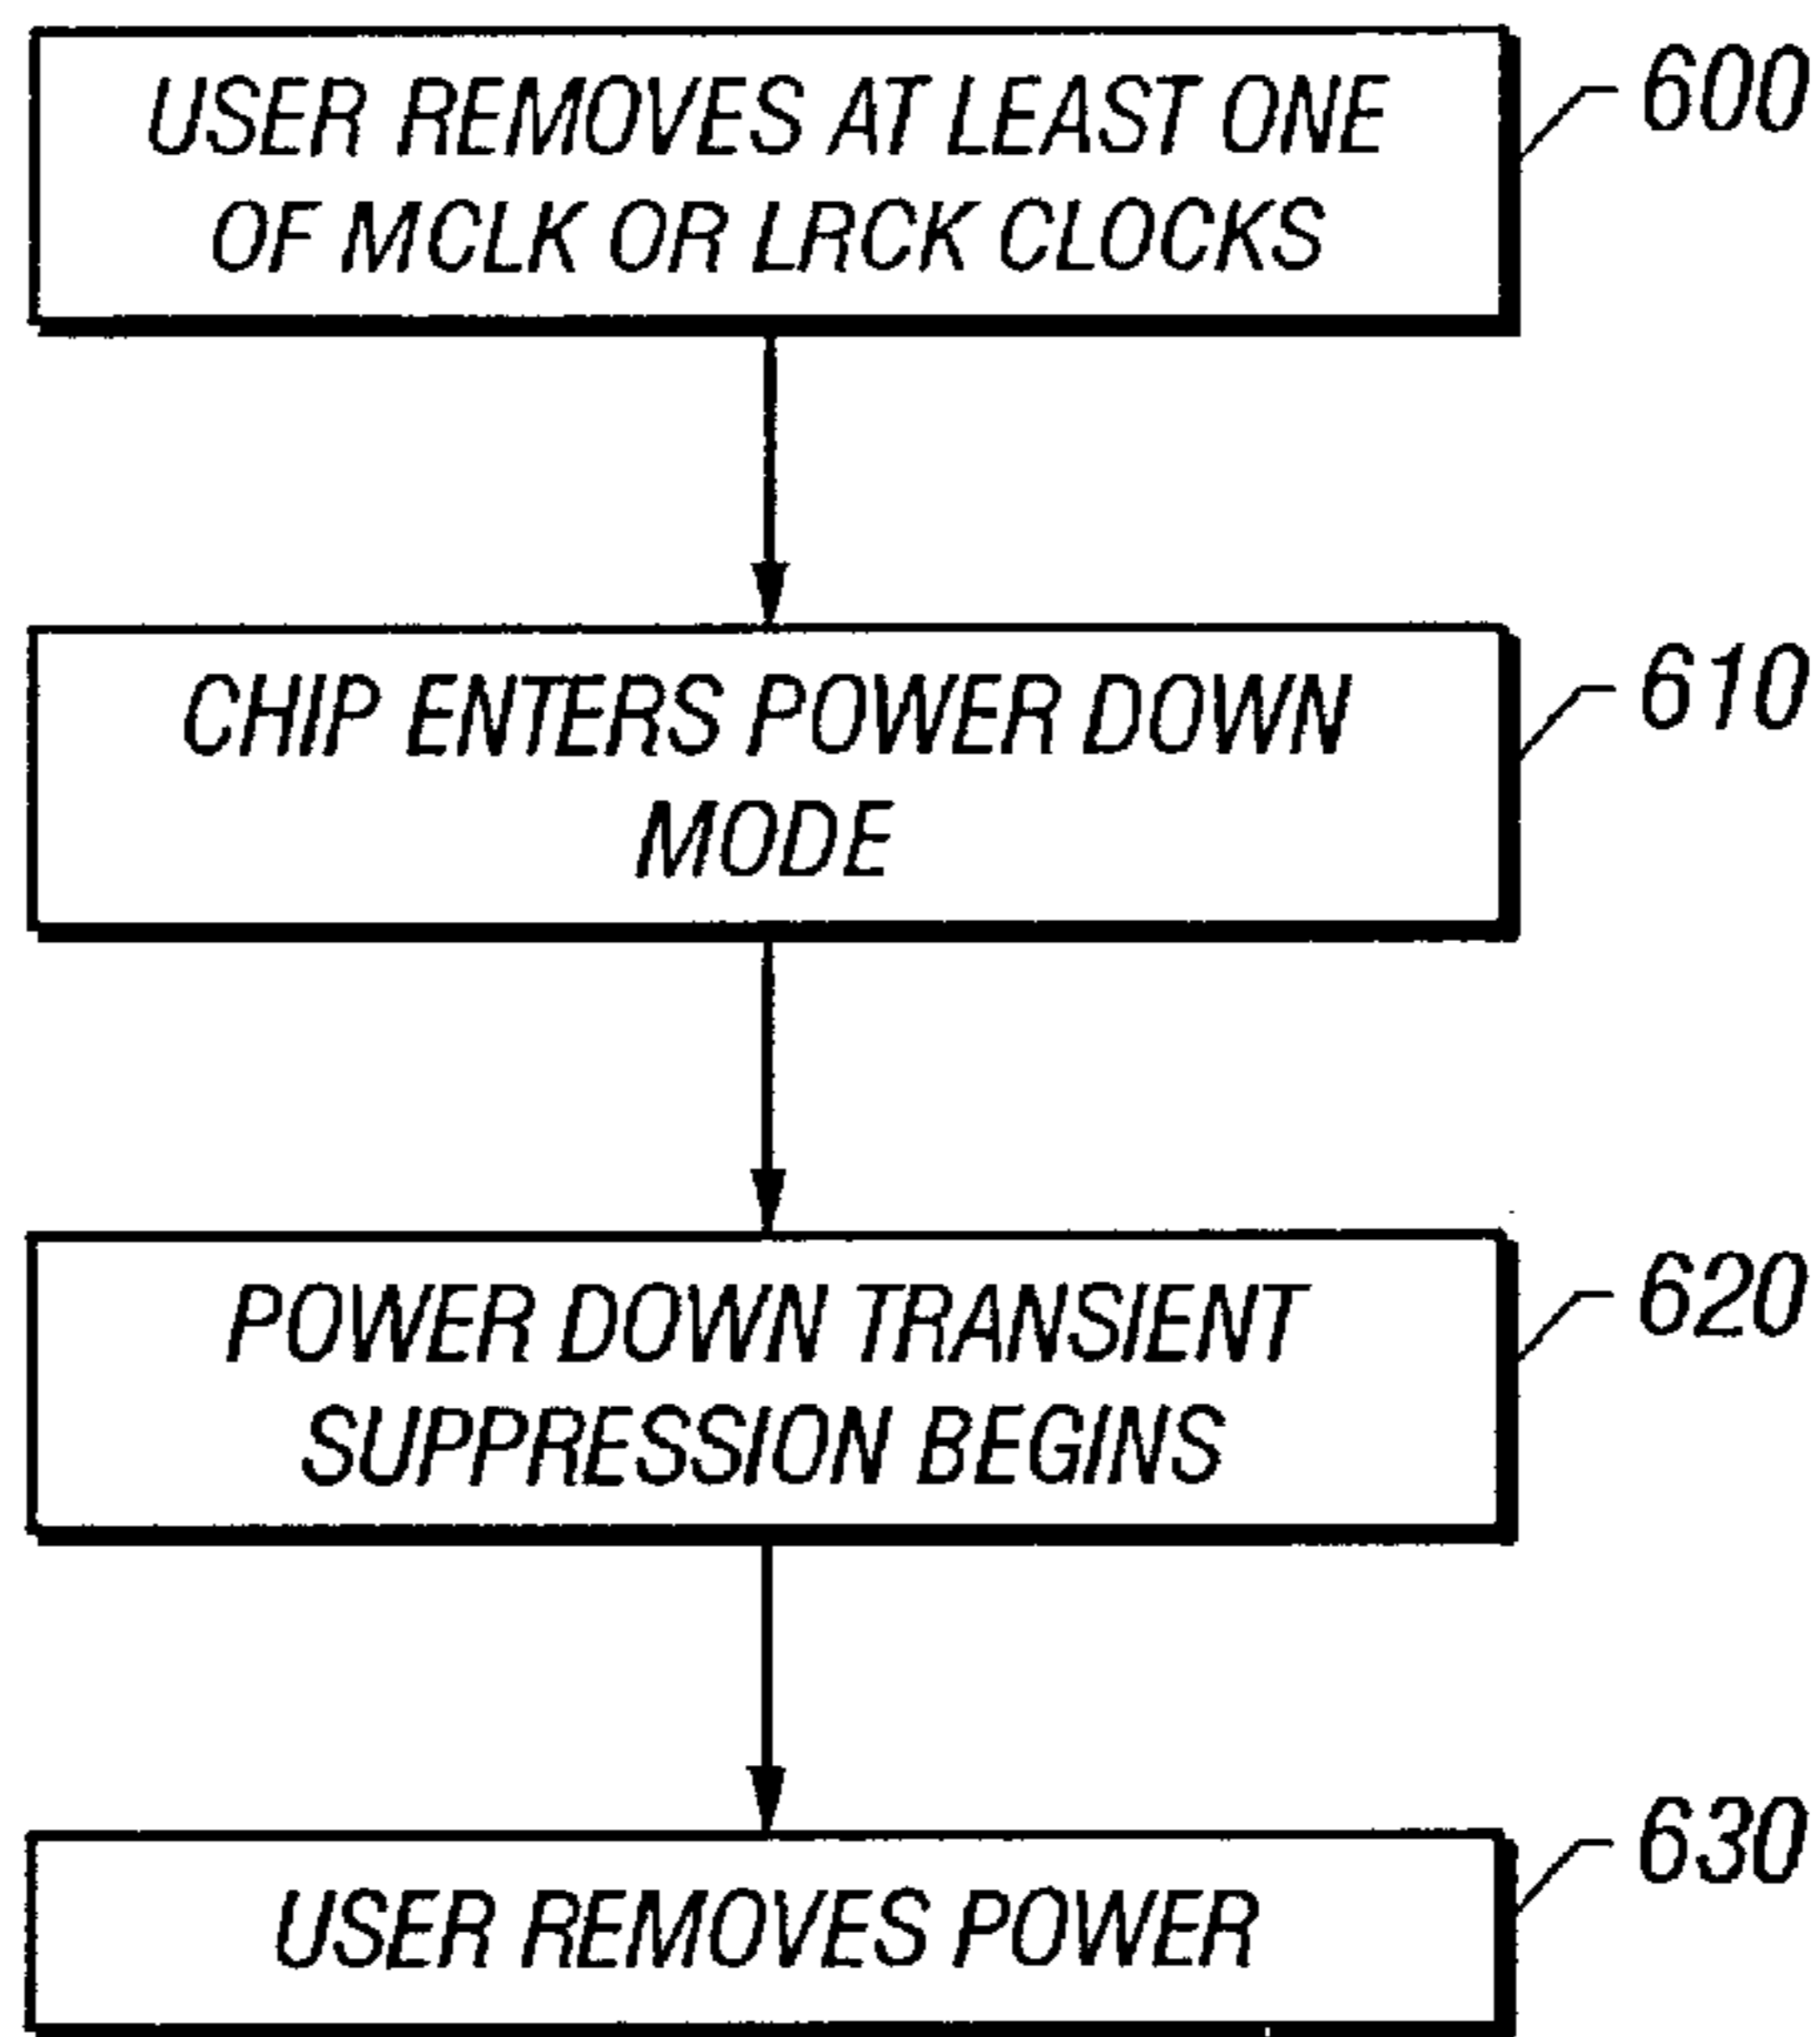 USER REMOVES AT LEAST ONE
OF MCLK OR LRCK CLOCKS
600
CHIP ENTERS POWER DOWN
MODE
610
POWER DOWN TRANSIENT
SUPPRESSION BEGINS
620
USER REMOVES POWER
630